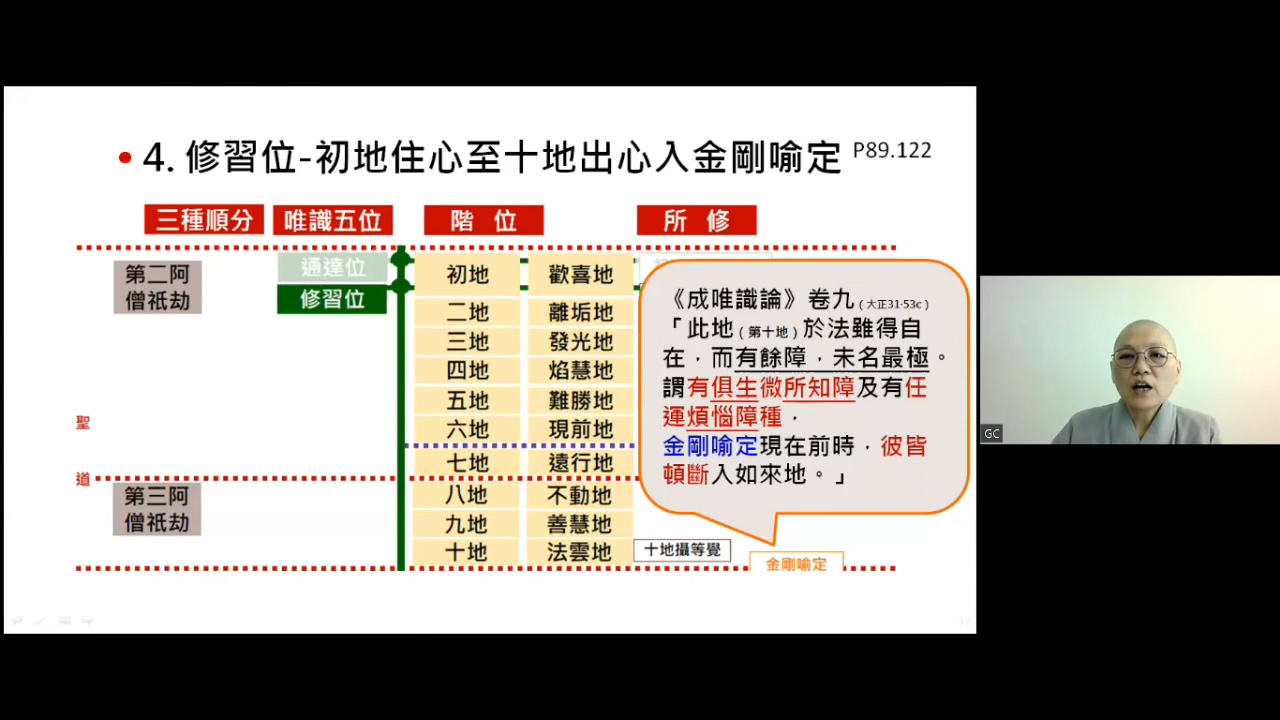 4. 修習位-初地住心至十地出心入金剛喻定 P89.122
三種順分 唯識五位 階 位 所 修
第二阿
僧祇劫
通達位
修習位
初地 歡喜地
二地 離垢地
三地 發光地
四地 焰慧地
五地 難勝地
六地 現前地
七地 遠行地
八地 不動地
九地 善慧地
十地 法雲地
聖
道
第三阿
僧祇劫
十地攝等覺
金剛喻定
《成唯識論》卷九(大正31·53c)
「此地(第十地)於法雖得自
在，而有餘障，未名最極。
謂有俱生微所知障及有任
運煩惱障種，
金剛喻定現在前時，彼皆
頓斷入如來地。」
GC